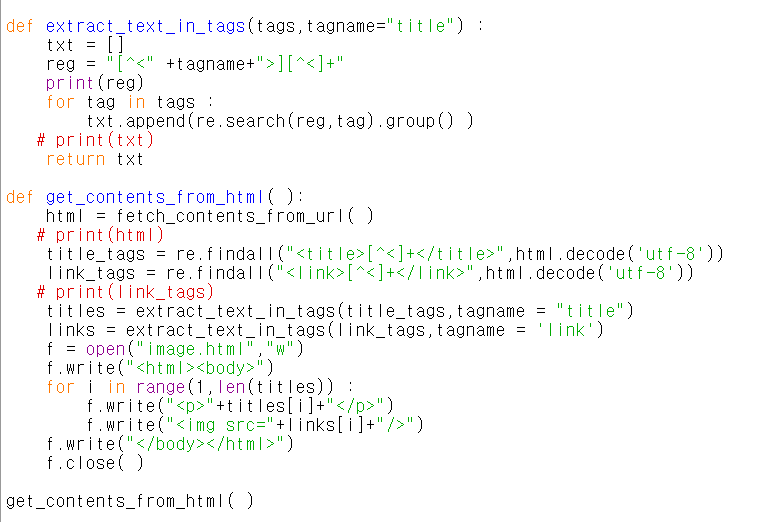 def extract_text_in_tags(tags,tagname="title") :
    txt = []
    reg = "[^<" +tagname+">][^<]+"
    print(reg)
    for tag in tags :
        txt.append(re.search(reg,tag).group() )
   # print(txt)
    return txt

def get_contents_from_html( ):
    html = fetch_contents_from_url( )
   # print(html)
    title_tags = re.findall("<title>[^<]+</title>",html.decode('utf-8'))
    link_tags = re.findall("<link>[^<]+</link>",html.decode('utf-8'))
   # print(link_tags)
    titles = extract_text_in_tags(title_tags,tagname = "title")
    links = extract_text_in_tags(link_tags,tagname = 'link')
    f = open("image.html","w")
    f.write("<html><body>")
    for i in range(1,len(titles)) :
        f.write("<p>"+titles[i]+"</p>")
        f.write("<img src="+links[i]+"/>")
    f.write("</body></html>")
    f.close( )

get_contents_from_html( )